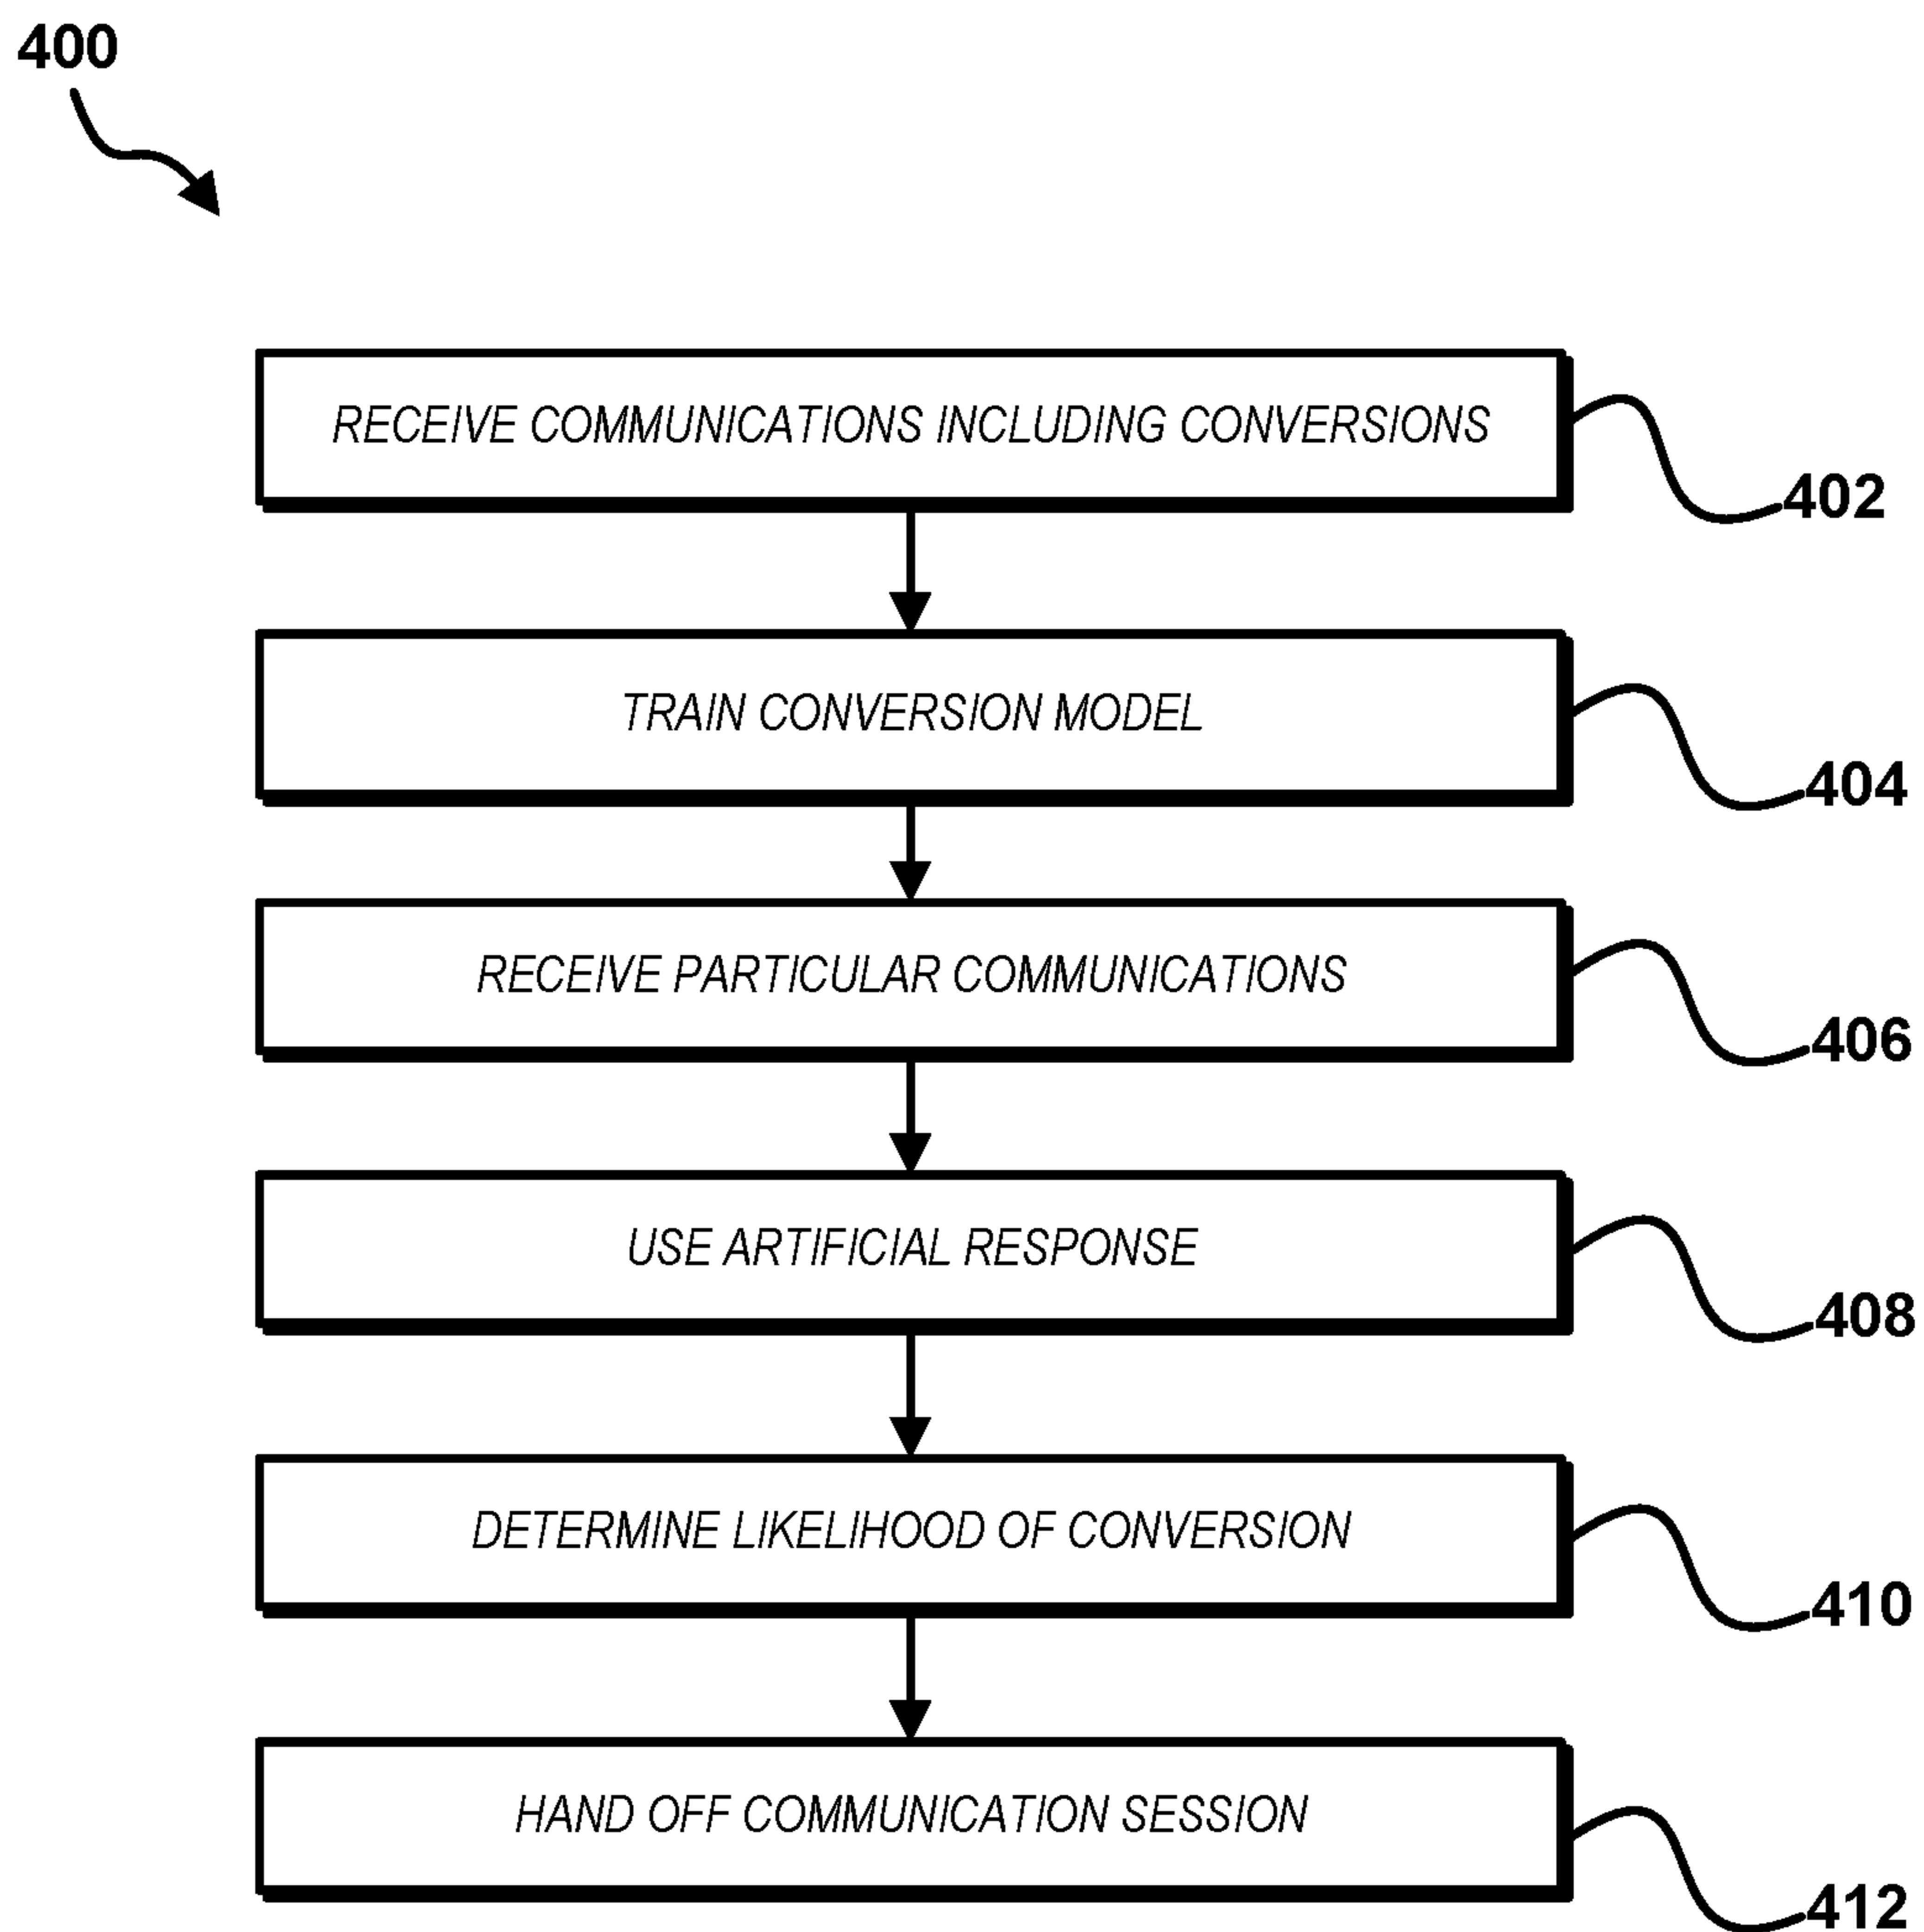 400
RECEIVE COMMUNICATIONS INCLUDING CONVERSIONS
402
TRAIN CONVERSION MODEL
404
RECEIVE PARTICULAR COMMUNICATIONS
406
USE ARTIFICIAL RESPONSE
408
DETERMINE LIKELIHOOD OF CONVERSION
410
HAND OFF COMMUNICATION SESSION
412